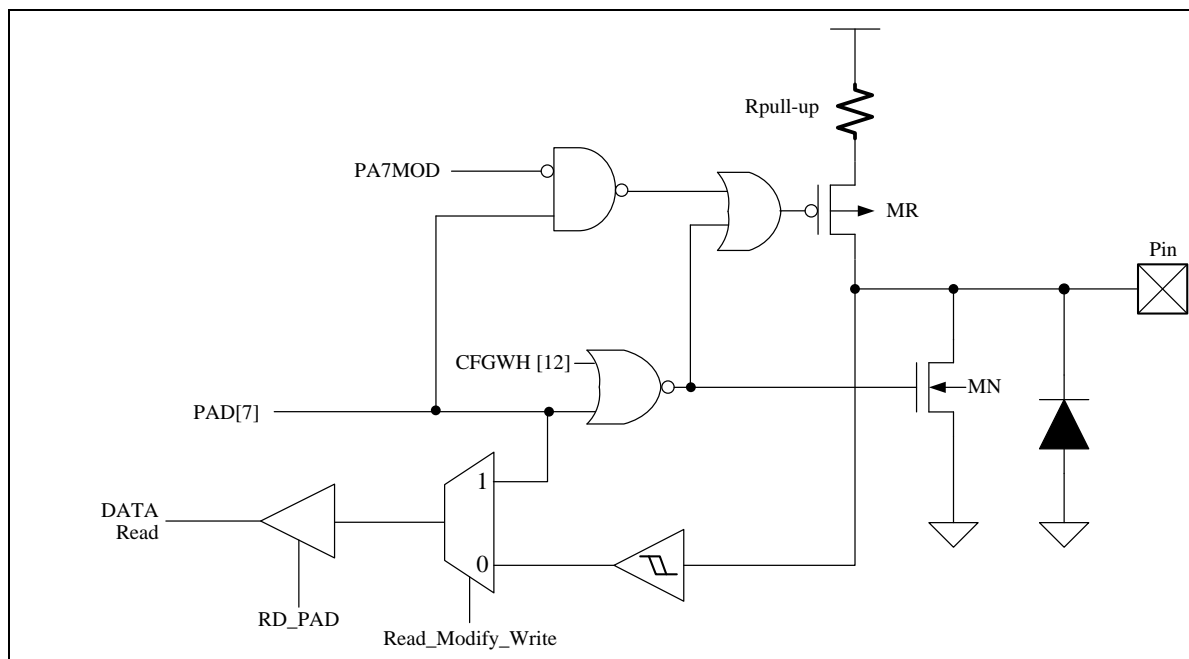 Rpull-up
PA7MOD
MR
Pin
CFGWH [12]
MN
PAD[7]
1
DATA
Read
0
RD_PAD
Read_Modify_Write